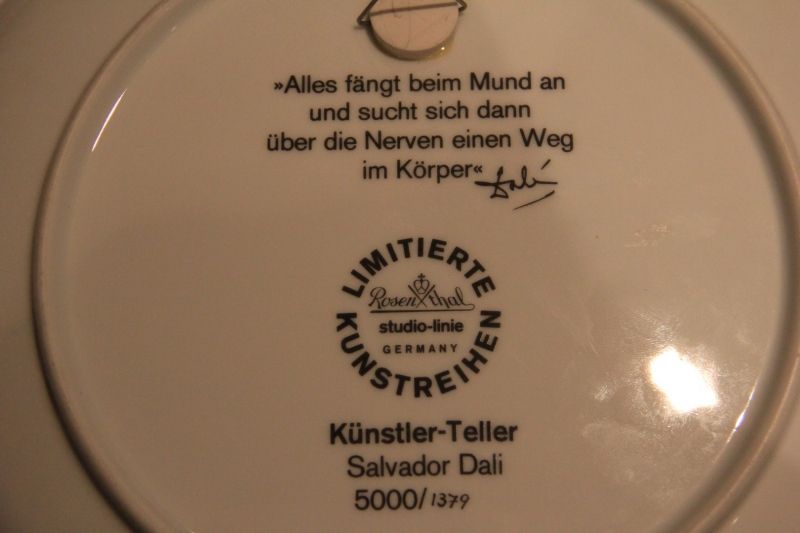 »Alles fängt beim Mund an
und sucht sich dann
über die Nerven einen Weg
im Körper« Dalí
LIMITIERTE
Rosenthal
studio-linie
GERMANY
KUNSTREIHEN
Künstler-Teller
Salvador Dali
5000/1379